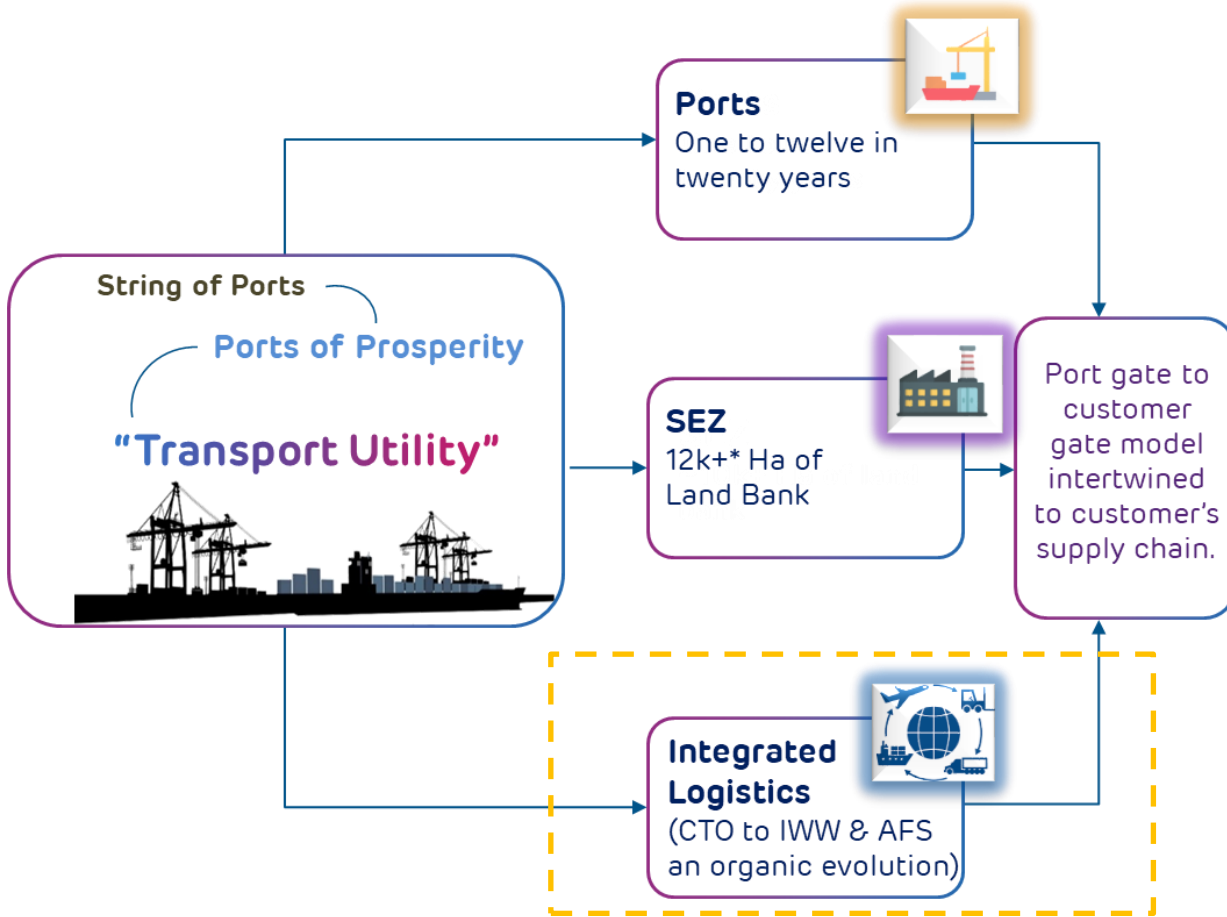 Ports
One to twelve in
twenty years
String of Ports
Ports of Prosperity
“Transport Utility”
SEZ
12k+* Ha of
Land Bank
Port gate to
customer
gate model
intertwined
to customer’s
supply chain.
Integrated
Logistics
(CTO to IWW & AFS
an organic evolution)